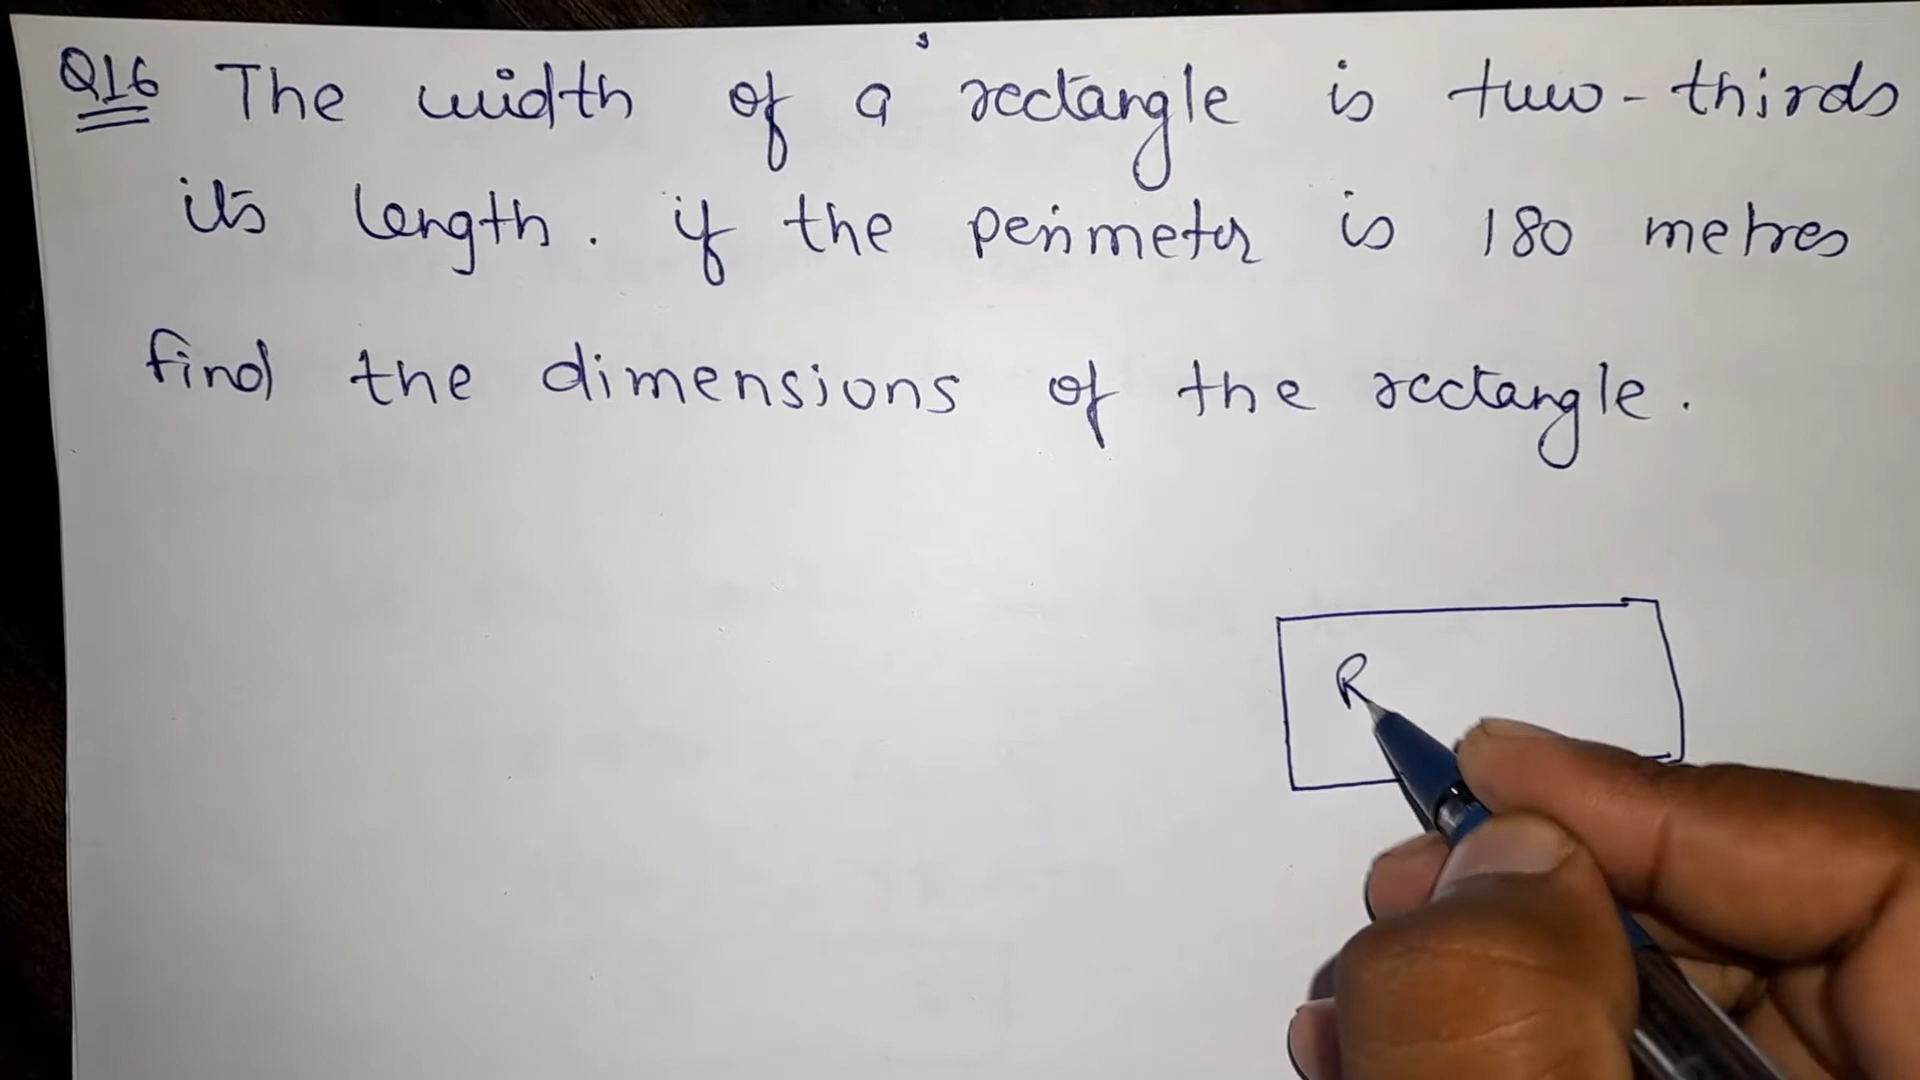 Q16 The width of a rectangle is two-thirds
its length. if the perimeter is 180 metres
find the dimensions of the rectangle.
R